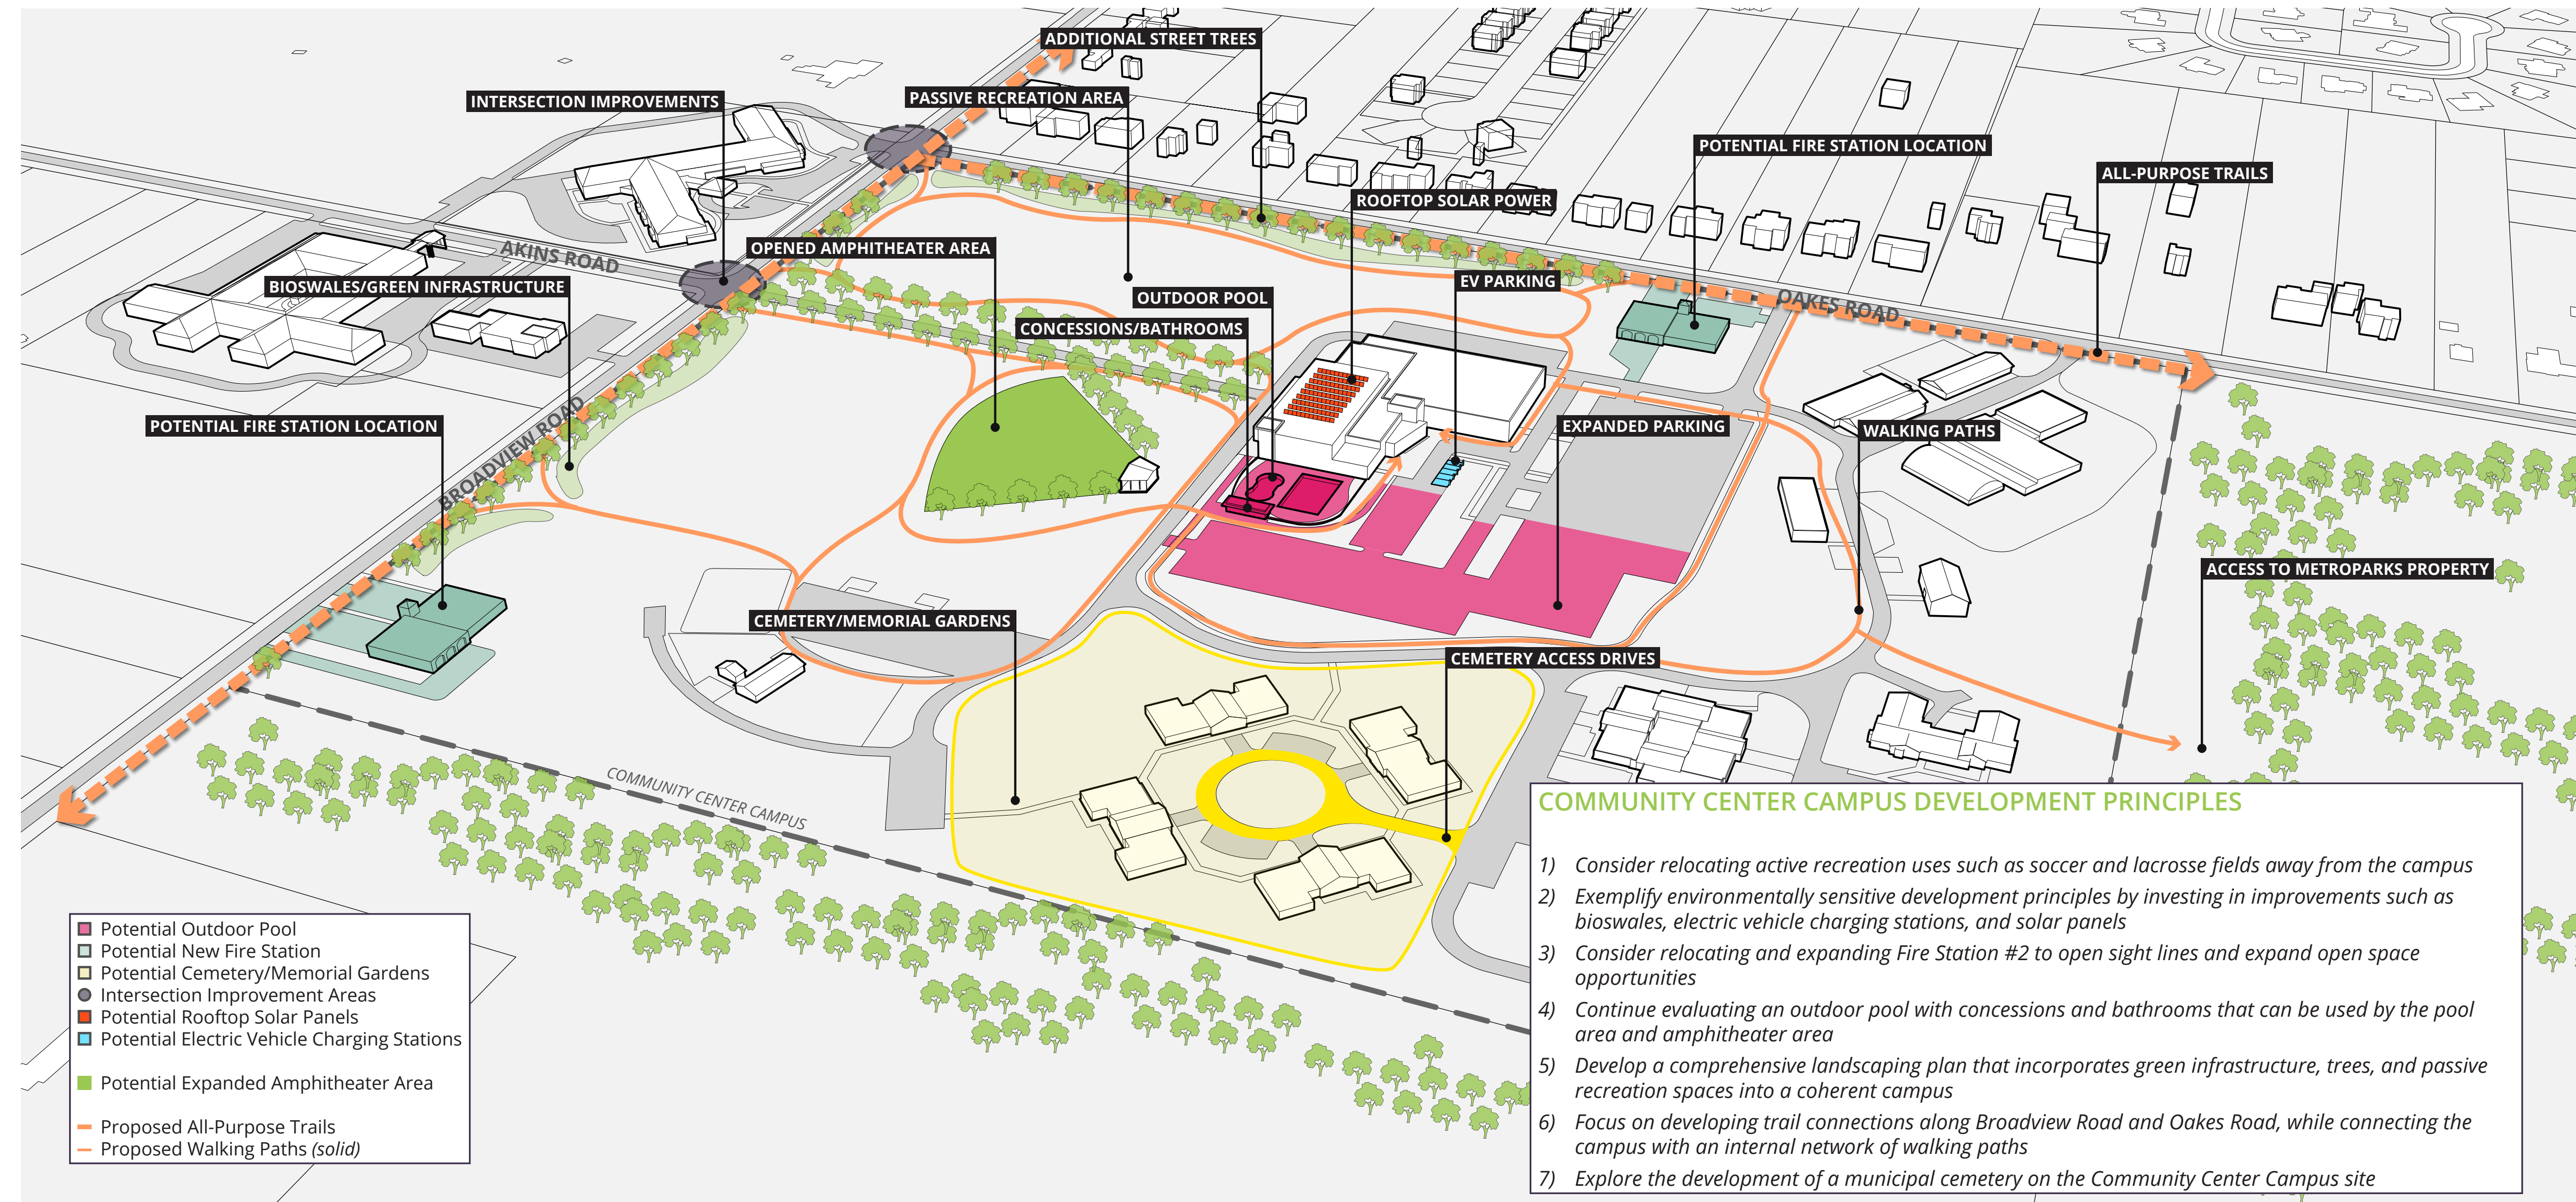 ADDITIONAL STREET TREES
PASSIVE RECREATION AREA
INTERSECTION IMPROVEMENTS
POTENTIAL FIRE STATION LOCATION
ALL-PURPOSE TRAILS
ROOFTOP SOLAR POWER
OPENED AMPHITHEATER AREA
AKINS ROAD
BIOSWALES/GREEN INFRASTRUCTURE
EV PARKING
OUTDOOR POOL
OAKES ROAD
CONCESSIONS/BATHROOMS
POTENTIAL FIRE STATION LOCATION
BROADVIEW ROAD
EXPANDED PARKING
WALKING PATHS
ACCESS TO METROPARKS PROPERTY
CEMETERY/MEMORIAL GARDENS
CEMETERY ACCESS DRIVES
COMMUNITY CENTER CAMPUS
Potential Outdoor Pool
Potential New Fire Station
Potential Cemetery/Memorial Gardens
Intersection Improvement Areas
Potential Rooftop Solar Panels
Potential Electric Vehicle Charging Stations
Potential Expanded Amphitheater Area
Proposed All-Purpose Trails
Proposed Walking Paths (solid)
COMMUNITY CENTER CAMPUS DEVELOPMENT PRINCIPLES
1) Consider relocating active recreation uses such as soccer and lacrosse fields away from the campus
2) Exemplify environmentally sensitive development principles by investing in improvements such as
bioswales, electric vehicle charging stations, and solar panels
3) Consider relocating and expanding Fire Station #2 to open sight lines and expand open space
opportunities
4) Continue evaluating an outdoor pool with concessions and bathrooms that can be used by the pool
area and amphitheater area
5) Develop a comprehensive landscaping plan that incorporates green infrastructure, trees, and passive
recreation spaces into a coherent campus
6) Focus on developing trail connections along Broadview Road and Oakes Road, while connecting the
campus with an internal network of walking paths
7) Explore the development of a municipal cemetery on the Community Center Campus site